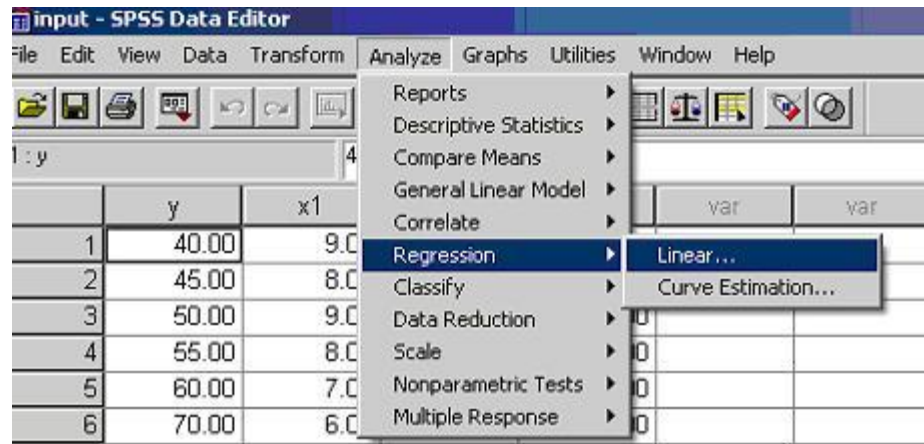 input - SPSS Data Editor
File Edit View Data Transform Analyze Graphs Utilities Window Help
1 : y 4
Reports
Descriptive Statistics
Compare Means
General Linear Model
Correlate
Regression
Classify
Data Reduction
Scale
Nonparametric Tests
Multiple Response
Linear...
Curve Estimation...
y x1 var var
1 40.00 9.0
2 45.00 8.0
3 50.00 9.0
4 55.00 8.0
5 60.00 7.0
6 70.00 6.0